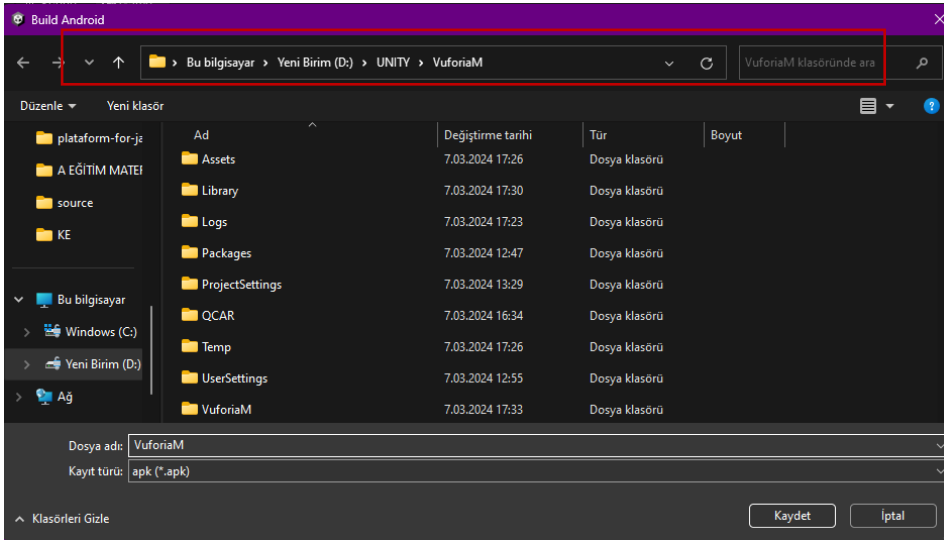 Build Android
Bu bilgisayar > Yeni Birim (D:) > UNITY > VuforiaM
VuforiaM klasöründe ara
Düzenle
Yeni klasör
plataform-for-ja
A EĞİTİM MATEF
source
KE
Bu bilgisayar
Windows (C:)
Yeni Birim (D:)
Ağ
Ad Değiştirme tarihi Tür Boyut
Assets 7.03.2024 17:26 Dosya klasörü
Library 7.03.2024 17:30 Dosya klasörü
Logs 7.03.2024 17:23 Dosya klasörü
Packages 7.03.2024 12:47 Dosya klasörü
ProjectSettings 7.03.2024 13:29 Dosya klasörü
QCAR 7.03.2024 16:34 Dosya klasörü
Temp 7.03.2024 17:26 Dosya klasörü
UserSettings 7.03.2024 12:55 Dosya klasörü
VuforiaM 7.03.2024 17:33 Dosya klasörü
Dosya adı: VuforiaM
Kayıt türü: apk (*.apk)
Klasörleri Gizle
Kaydet
İptal